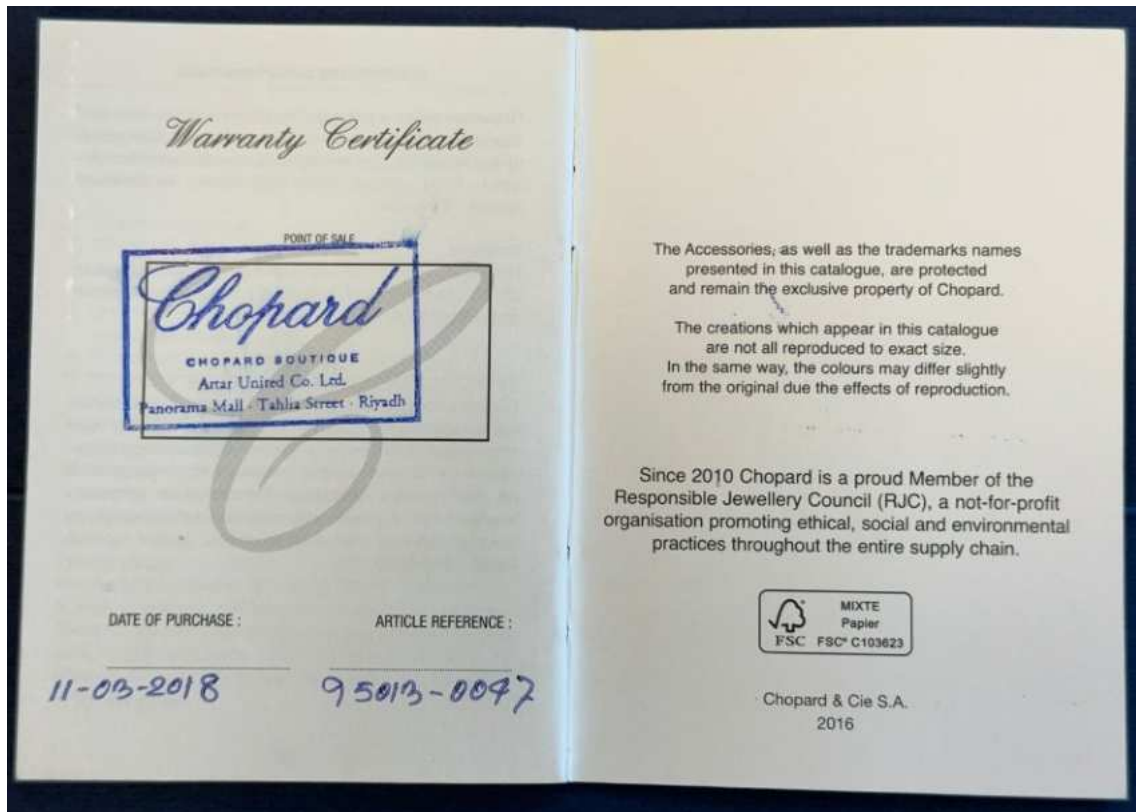 Warranty Certificate
POINT OF SALE
Chopard
CHOPARD BOUTIQUE
Attar United Co. Ltd.
Panorama Mall - Tahlia Street - Riyadh
DATE OF PURCHASE :
ARTICLE REFERENCE :
11-03-2018
95013-0047
The Accessories, as well as the trademarks names
presented in this catalogue, are protected
and remain the exclusive property of Chopard.
The creations which appear in this catalogue
are not all reproduced to exact size.
In the same way, the colours may differ slightly
from the original due the effects of reproduction.
Since 2010 Chopard is a proud Member of the
Responsible Jewellery Council (RJC), a not-for-profit
organisation promoting ethical, social and environmental
practices throughout the entire supply chain.
FSC
MIXTE
Papier
FSC® C103623
Chopard & Cie S.A.
2016